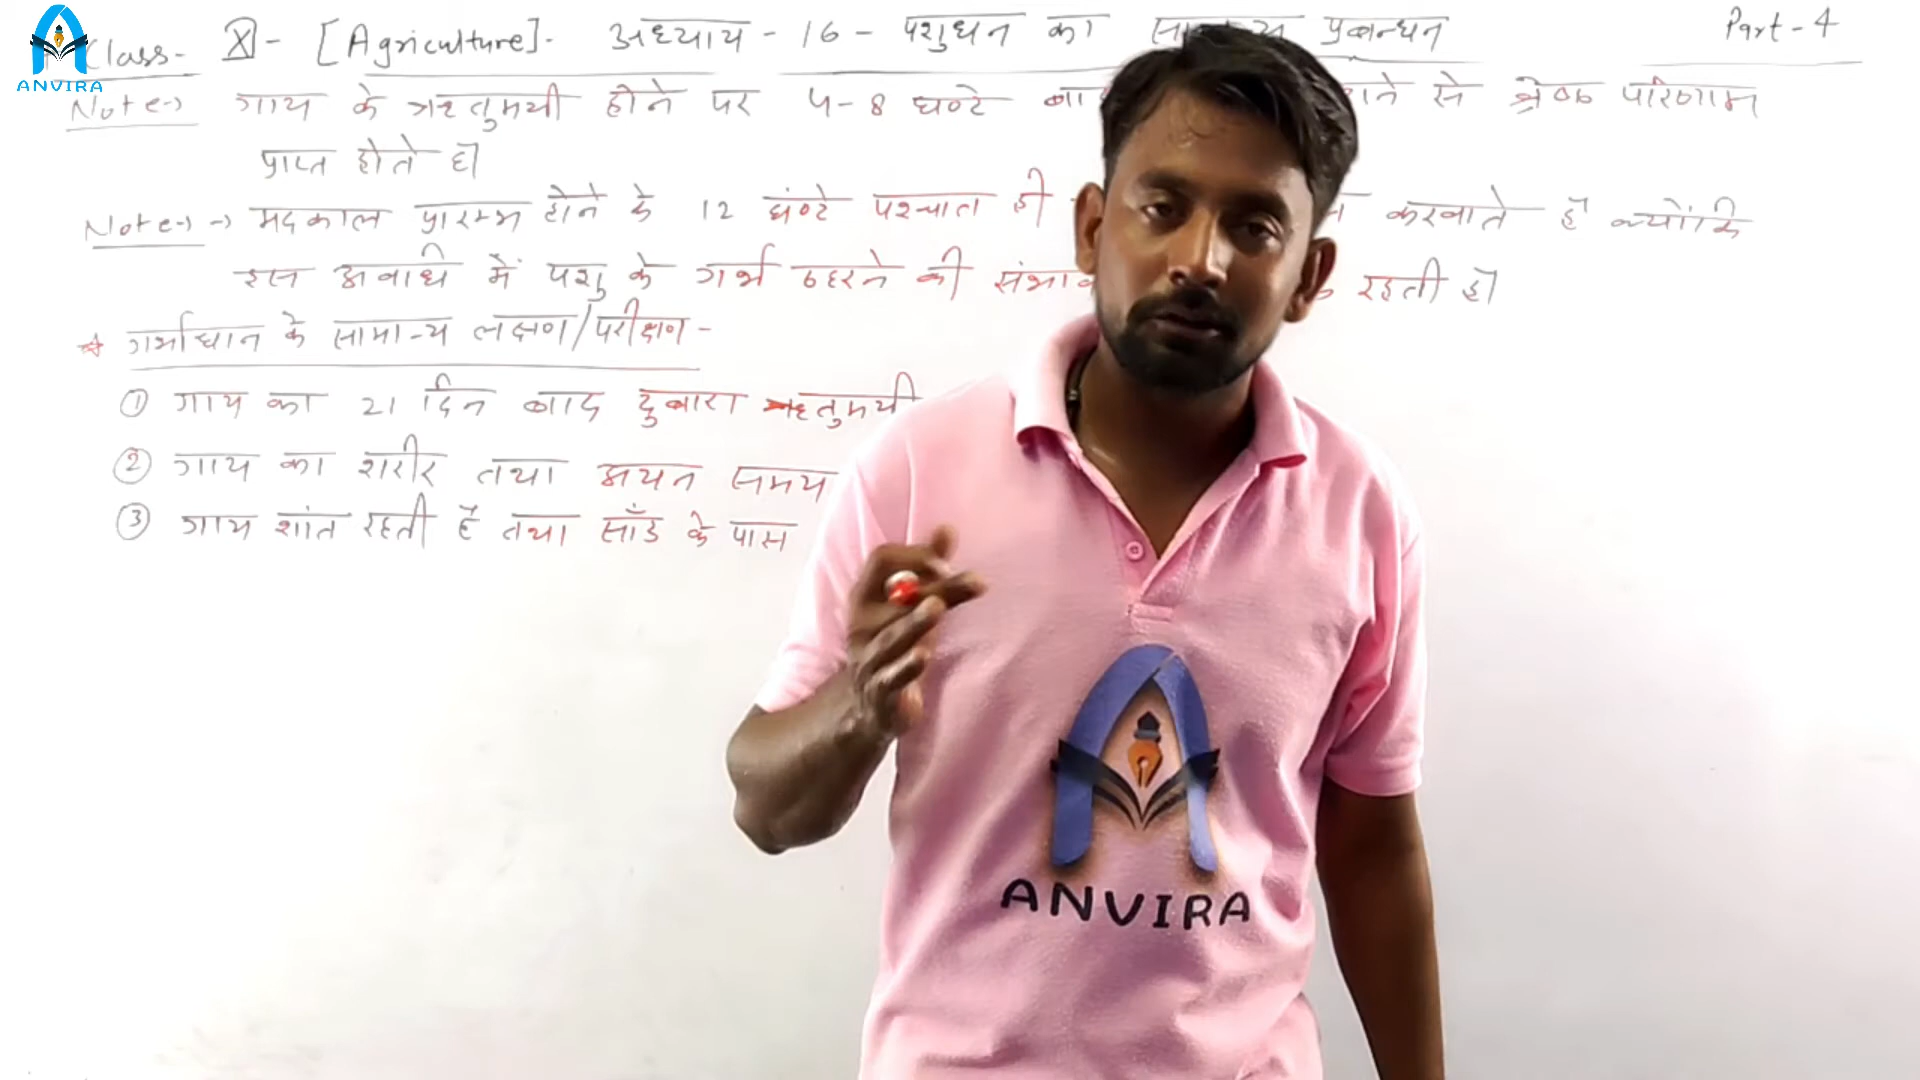 ANVIRA
Class- X - [Agriculture]. अध्याय - 16 - पशुधन का प्रबन्धन Part - 4
Note-> गाय के ऋतुमयी होने पर 4-8 घण्टे से श्रेष्ठ परिणाम
प्राप्त होते हैं
Note-> -> मदकाल प्रारम्भ होने के 12 घंण्टे पश्चात ही करवाते हैं क्योंकि
इस अवधि में पशु के गर्भ ठहरने की रहती हैं
* गर्भाधान के सामान्य लक्षण/परीक्षण -
① गाय का 21 दिन बाद दुबारा ऋतुमयी
② गाय का शरीर तथा अयन समय
③ गाय शांत रहती है तथा साँड के पास
ANVIRA